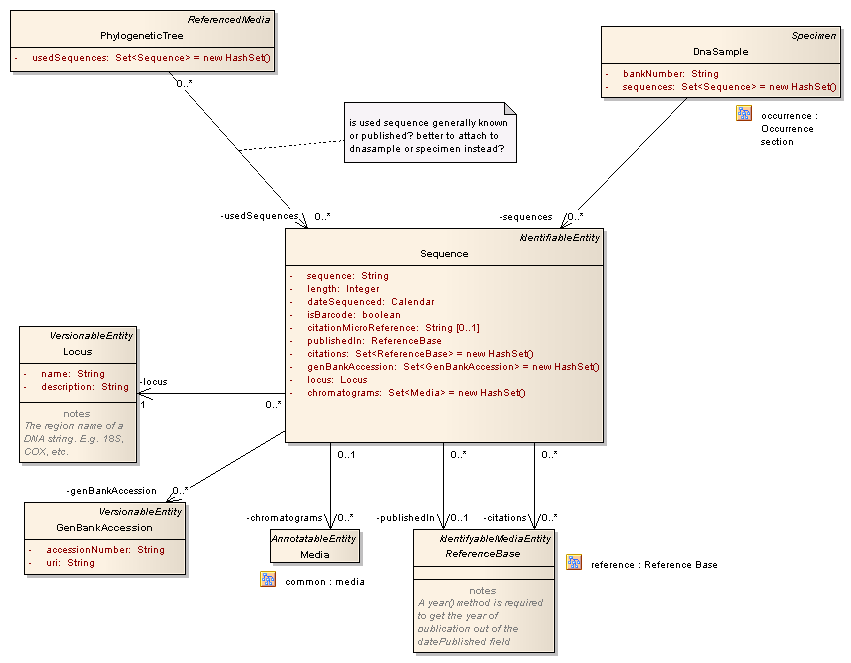 ReferencedMedia
PhylogeneticTree
- usedSequences: Set<Sequence> = new HashSet()
0..*
Specimen
DnaSample
- bankNumber: String
- sequences: Set<Sequence> = new HashSet()
occurrence :
Occurrence
section
is used sequence generally known
or published? better to attach to
dnasample or specimen instead?
-usedSequences
0..*
-sequences
0..*
IdentifiableEntity
Sequence
- sequence: String
- length: Integer
- dateSequenced: Calendar
- isBarcode: boolean
- citationMicroReference: String [0..1]
- publishedIn: ReferenceBase
- citations: Set<ReferenceBase> = new HashSet()
- genBankAccession: Set<GenBankAccession> = new HashSet()
- locus: Locus
- chromatograms: Set<Media> = new HashSet()
VersionableEntity
Locus
- name: String
- description: String
notes
The region name of a
DNA string. E.g. 18S,
COX, etc.
-locus
1
0..*
-genBankAccession
0..*
VersionableEntity
GenBankAccession
- accessionNumber: String
- uri: String
0..1
0..*
0..*
-chromatograms
0..*
-publishedIn
0..1
-citations
0..*
AnnotatableEntity
Media
common : media
IdentifyableMediaEntity
ReferenceBase
notes
A year() method is required
to get the year of
publication out of the
datePublished field
reference : Reference Base